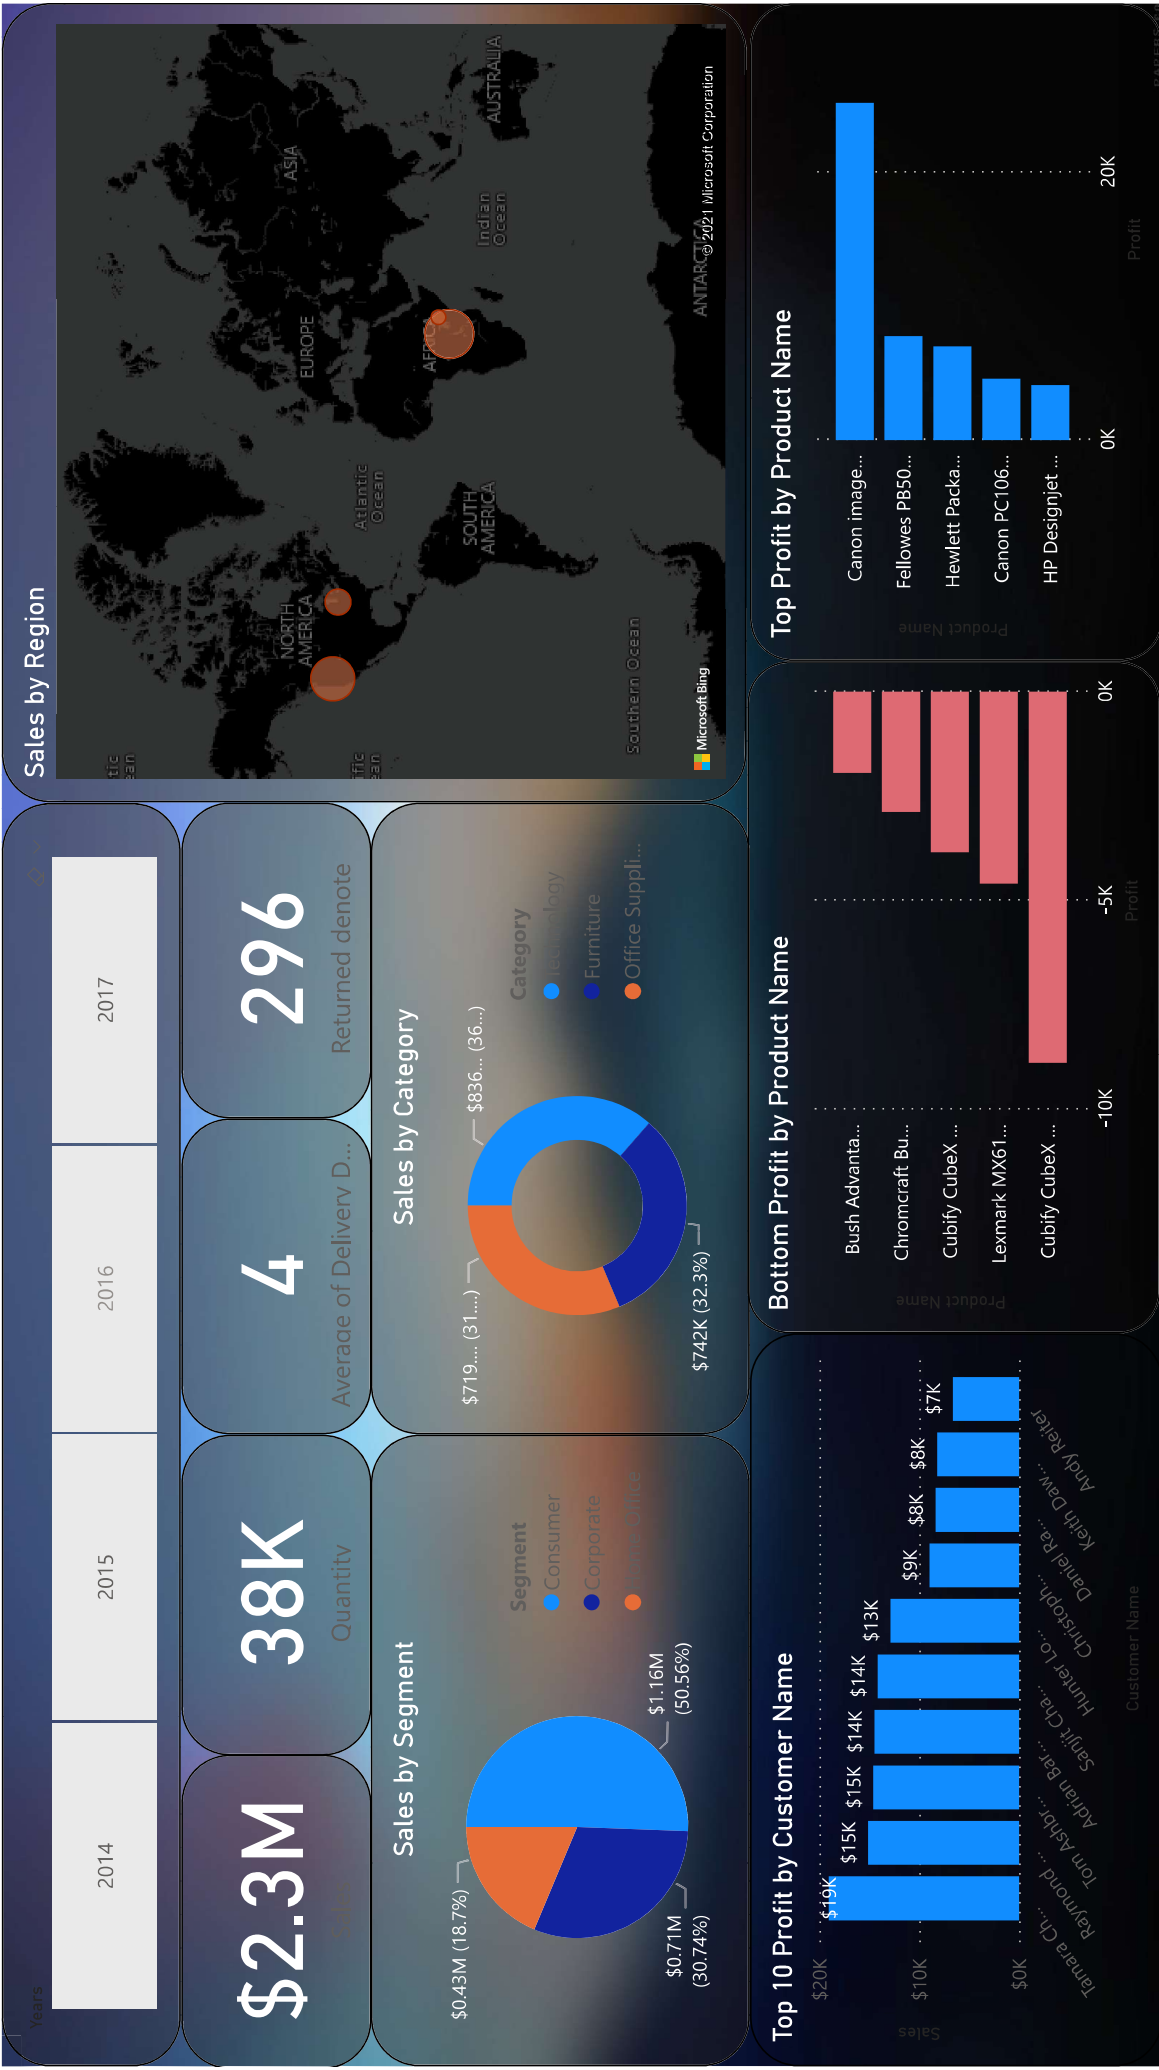 Years
2014
2015
2016
2017
$2.3M
38K
Quantity
4
Average of Delivery D...
296
Returned denote
Sales by Region
NORTH
AMERICA
SOUTH
AMERICA
EUROPE
AFRICA
ASIA
AUSTRALIA
ANTARCTICA
Atlantic
Ocean
Indian
Ocean
Southern Ocean
tic
ean
ific
ean
Microsoft Bing
© 2021 Microsoft Corporation
Sales by Segment
$0.43M (18.7%)
$0.71M
(30.74%)
$1.16M
(50.56%)
Segment
Consumer
Corporate
Sales by Category
$719.... (31....)
$836... (36...)
$742K (32.3%)
Category
Technology
Furniture
Office Suppli...
Top 10 Profit by Customer Name
Sales
$20K
$10K
$0K
$19K
$15K
$15K
$14K
$14K
$13K
$9K
$8K
$8K
$7K
Tamara Ch...
Raymond ...
Tom Ashbr...
Adrian Bar...
Sanjit Cha...
Hunter Lo...
Christoph...
Daniel Ra...
Keith Daw...
Andy Reiter
Customer Name
Bottom Profit by Product Name
Product Name
Bush Advanta...
Chromcraft Bu...
Cubify CubeX ...
Lexmark MX61...
Cubify CubeX ...
-10K
-5K
0K
Profit
Top Profit by Product Name
Product Name
Canon image...
Fellowes PB50...
Hewlett Packa...
Canon PC106...
HP Designjet ...
0K
20K
Profit